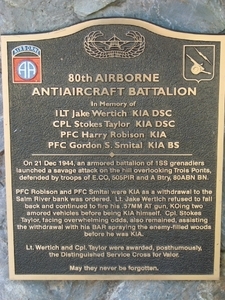 AIRBORNE
80th AIRBORNE
ANTIAIRCRAFT BATTALION
In Memory of
1LT Jake Wertich KIA DSC
CPL Stokes Taylor KIA DSC
PFC Harry Robison KIA
PFC Gordon S. Smitai KIA BS
On 21 Dec 1944, an armored battalion of 1SS grenadiers
launched a savage attack on the hill overlooking Trois Ponts,
defended by troops of E.CO, 505PIR and A Btry, 80ABN BN.
PFC Robison and PFC Smitai were KIA as a withdrawal to the
Salm River bank was ordered. Lt. Jake Wertich refused to fall
back and continued to fire his .57MM AT gun, KOing two
armored vehicles before being KIA himself. Cpl. Stokes
Taylor, facing overwhelming odds, also remained, assisting
the withdrawal with his BAR spraying the enemy-filled woods
before he was KIA.
Lt. Wertich and Cpl. Taylor were awarded, posthumously,
the Distinguished Service Cross for Valor.
May they never be forgotten.